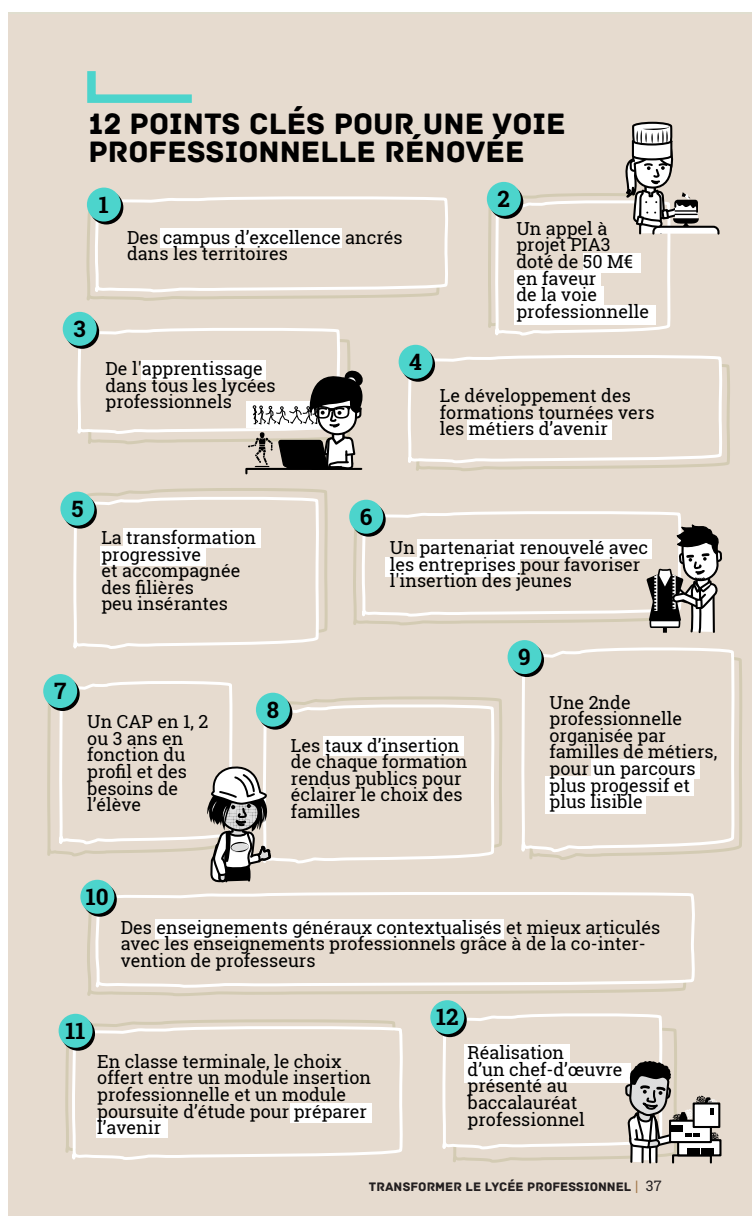 12 POINTS CLÉS POUR UNE VOIE
PROFESSIONNELLE RÉNOVÉE
1
Des campus d'excellence ancrés
dans les territoires
2
Un appel à
projet PIA3
doté de 50 M€
en faveur
de la voie
professionnelle
3
De l'apprentissage
dans tous les lycées
professionnels
4
Le développement des
formations tournées vers
les métiers d'avenir
5
La transformation
progressive
et accompagnée
des filières
peu insérantes
6
Un partenariat renouvelé avec
les entreprises pour favoriser
l'insertion des jeunes
7
Un CAP en 1, 2
ou 3 ans en
fonction du
profil et des
besoins de
l'élève
8
Les taux d'insertion
de chaque formation
rendus publics pour
éclairer le choix des
familles
9
Une 2nde
professionnelle
organisée par
familles de métiers,
pour un parcours
plus progessif et
plus lisible
10
Des enseignements généraux contextualisés et mieux articulés
avec les enseignements professionnels grâce à de la co-inter-
vention de professeurs
11
En classe terminale, le choix
offert entre un module insertion
professionnelle et un module
poursuite d'étude pour préparer
l'avenir
12
Réalisation
d'un chef-d'œuvre
présenté au
baccalauréat
professionnel
TRANSFORMER LE LYCÉE PROFESSIONNEL | 37